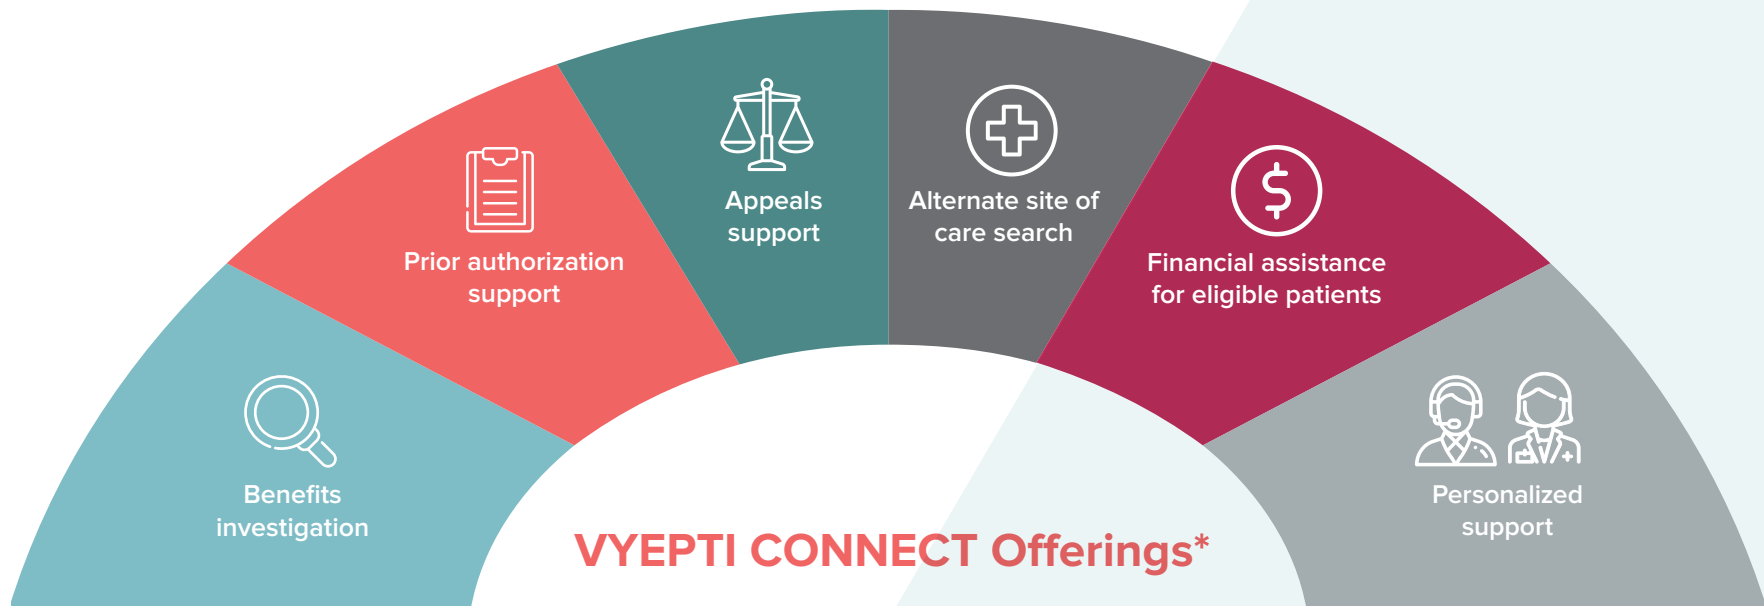 Benefits
investigation
Prior authorization
support
Appeals
support
Alternate site of
care search
Financial assistance
for eligible patients
Personalized
support
VYEPTI CONNECT Offerings*